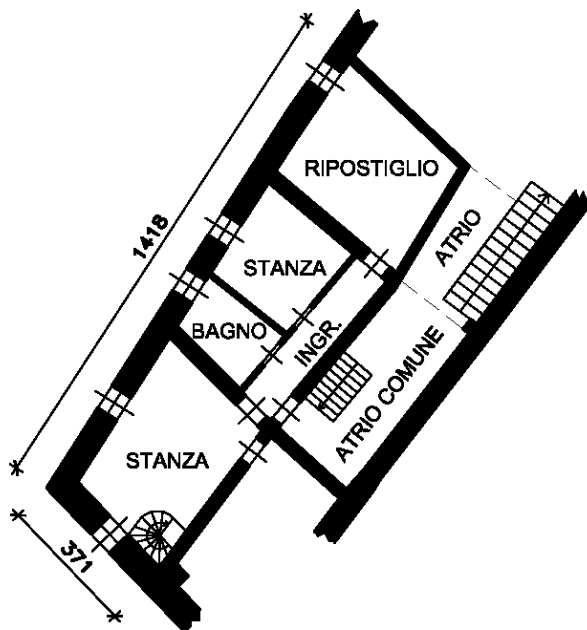 RIPOSTIGLIO
ATRIO
1418
STANZA
BAGNO
INGR.
ATRIO COMUNE
STANZA
371